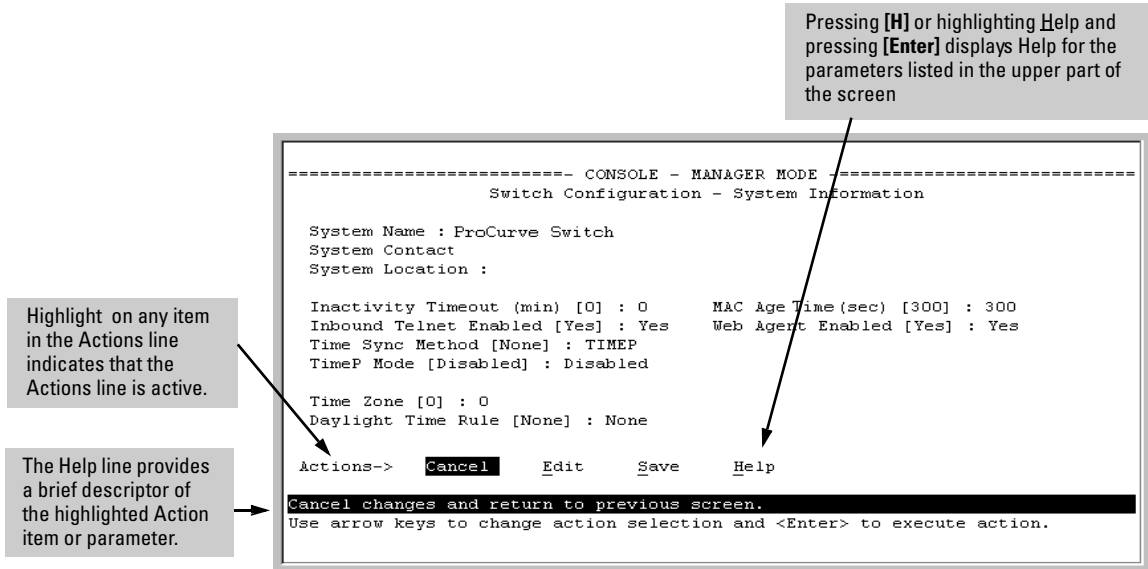 Pressing [H] or highlighting Help and
pressing [Enter] displays Help for the
parameters listed in the upper part of
the screen
==========================- CONSOLE - MANAGER MODE -============================
Switch Configuration - System Information
System Name : ProCurve Switch
System Contact
System Location :
Inactivity Timeout (min) [0] : 0 MAC Age Time (sec) [300] : 300
Inbound Telnet Enabled [Yes] : Yes Web Agent Enabled [Yes] : Yes
Time Sync Method [None] : TIMEP
TimeP Mode [Disabled] : Disabled
Time Zone [0] : 0
Daylight Time Rule [None] : None
Actions-> Cancel Edit Save Help
Cancel changes and return to previous screen.
Use arrow keys to change action selection and <Enter> to execute action.
Highlight on any item
in the Actions line
indicates that the
Actions line is active.
The Help line provides
a brief descriptor of
the highlighted Action
item or parameter.